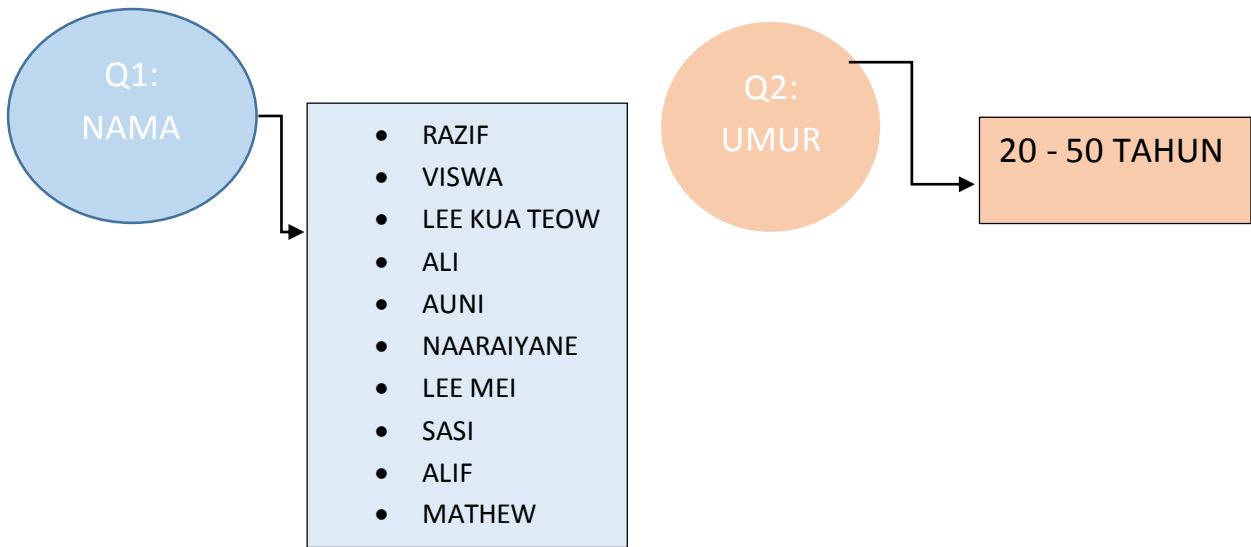 Q1:
NAMA
• RAZIF
• VISWA
• LEE KUA TEOW
• ALI
• AUNI
• NAARAIYANE
• LEE MEI
• SASI
• ALIF
• MATHEW
Q2:
UMUR
20 - 50 TAHUN